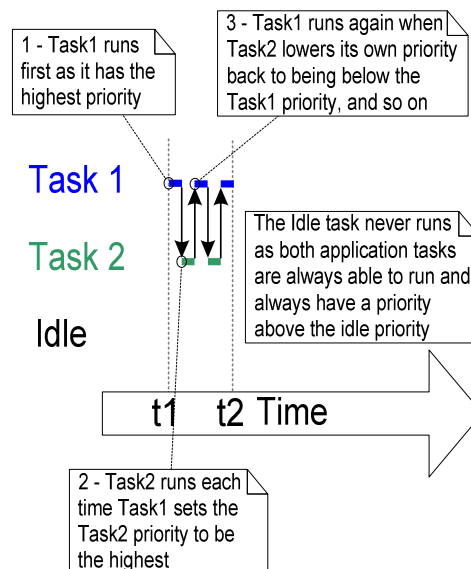 1 - Task1 runs
first as it has the
highest priority
3 - Task1 runs again when
Task2 lowers its own priority
back to being below the
Task1 priority, and so on
Task 1
Task 2
Idle
The Idle task never runs
as both application tasks
are always able to run and
always have a priority
above the idle priority
t1 t2 Time
2 - Task2 runs each
time Task1 sets the
Task2 priority to be
the highest